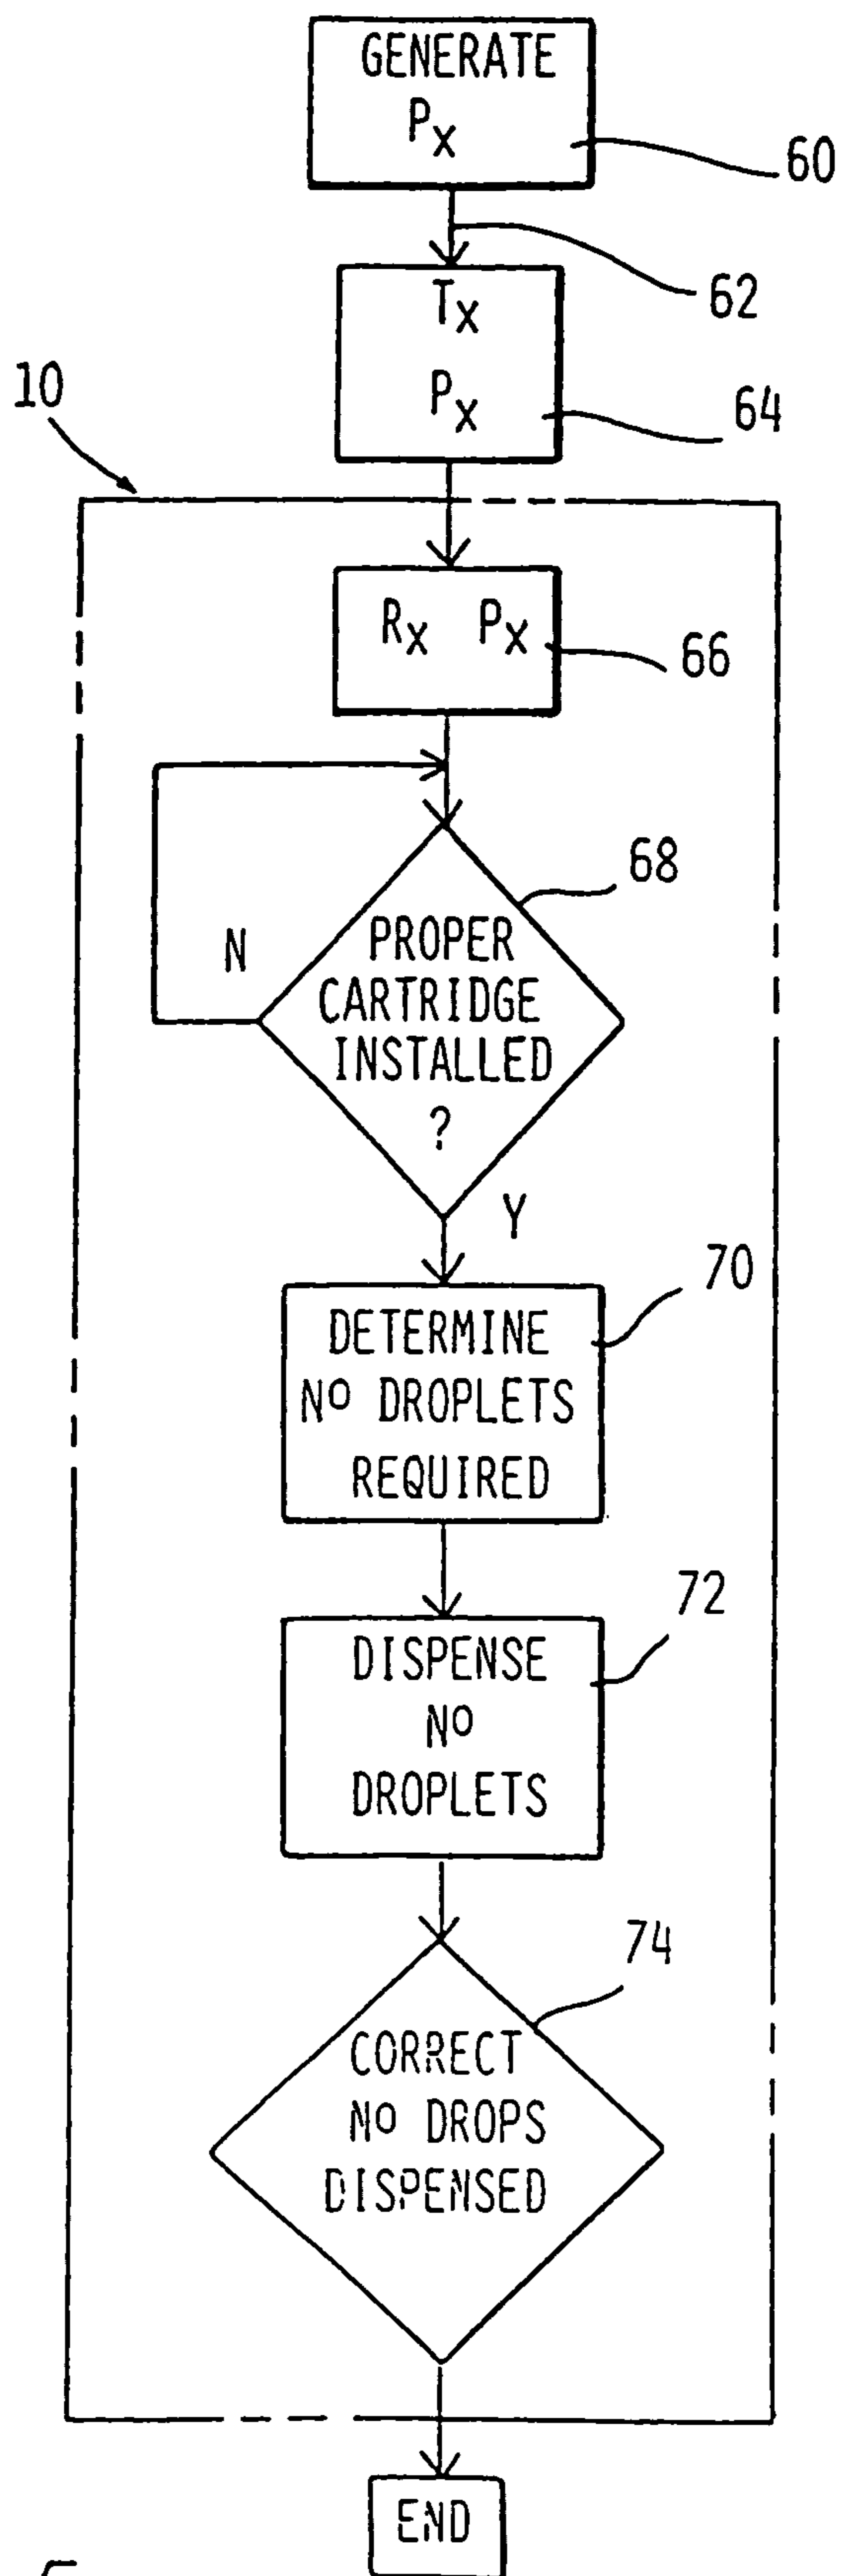 GENERATE
Px
60
62
Tx
Px
64
10
Rx Px
66
68
PROPER
CARTRIDGE
INSTALLED
?
N
Y
70
DETERMINE
NO DROPLETS
REQUIRED
72
DISPENSE
NO
DROPLETS
74
CORRECT
NO DROPS
DISPENSED
END